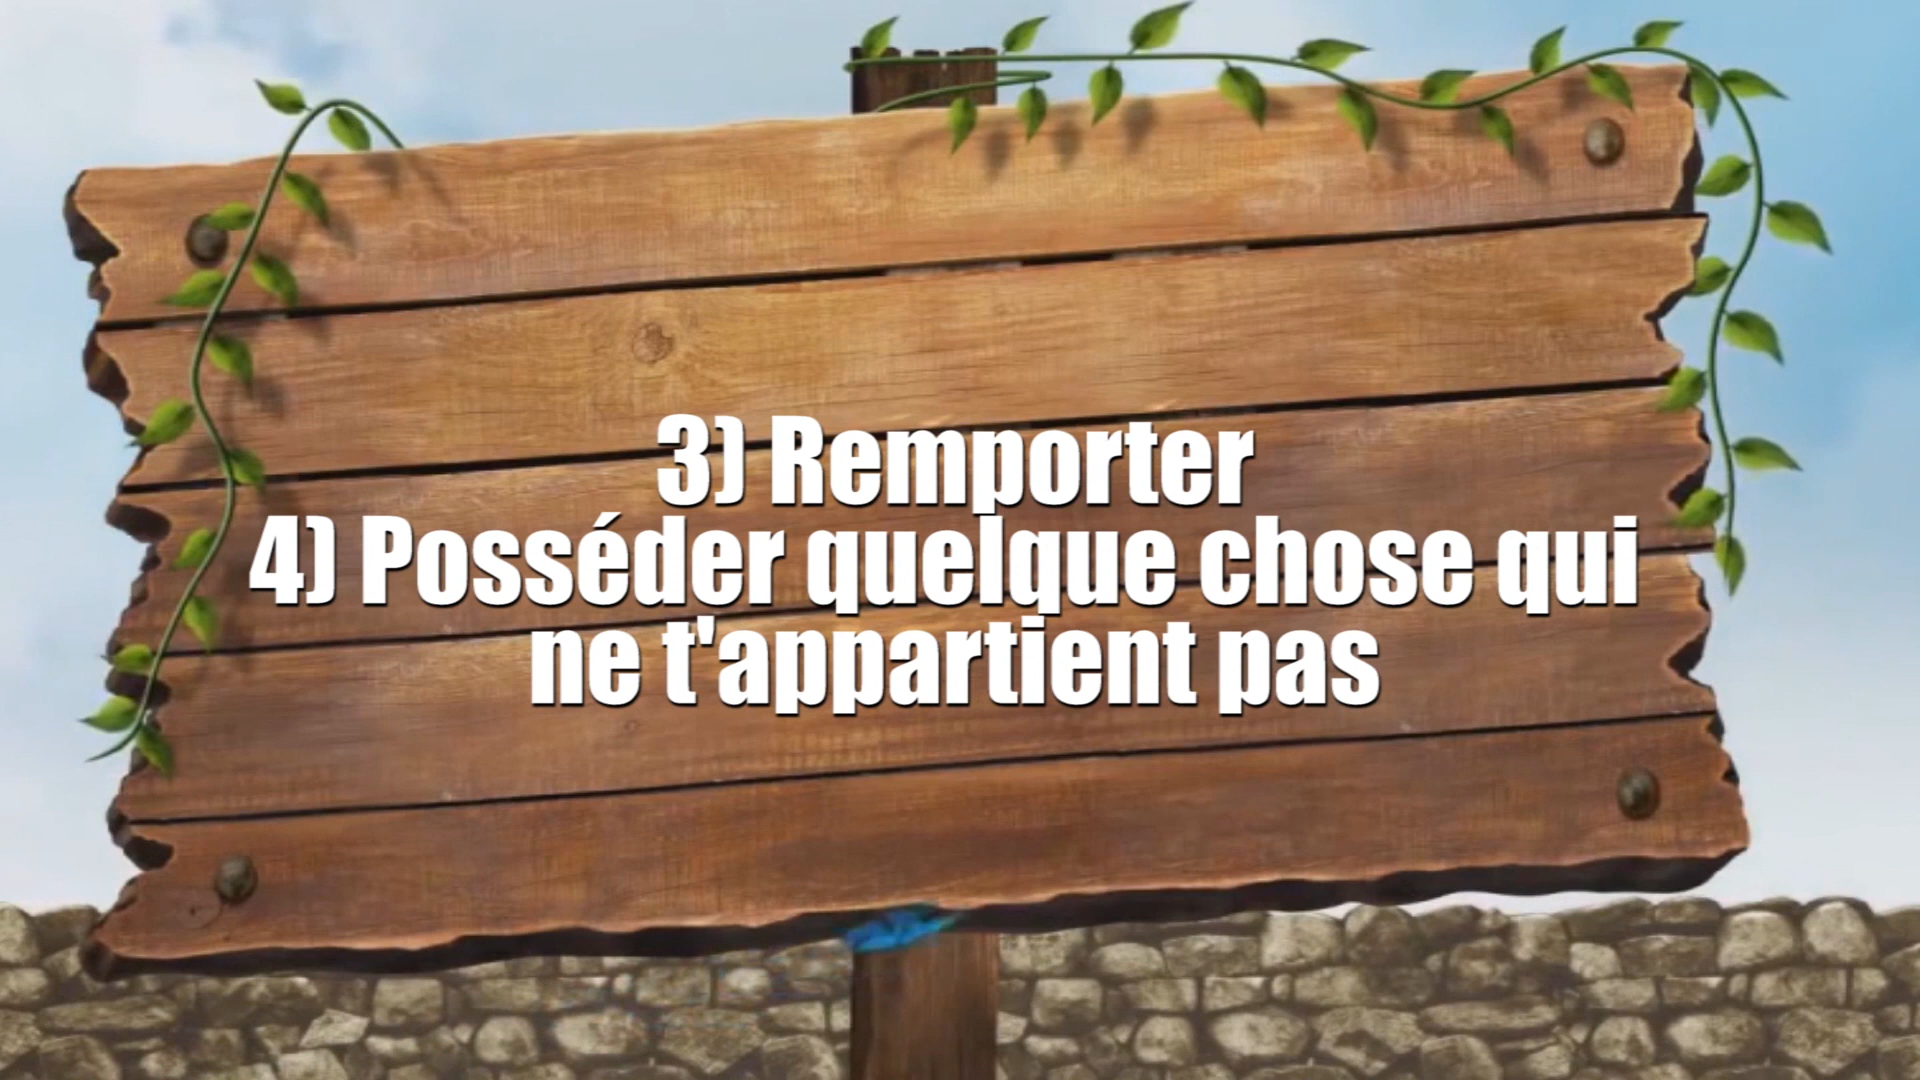 3) Remporter
4) Posséder quelque chose qui
ne t'appartient pas